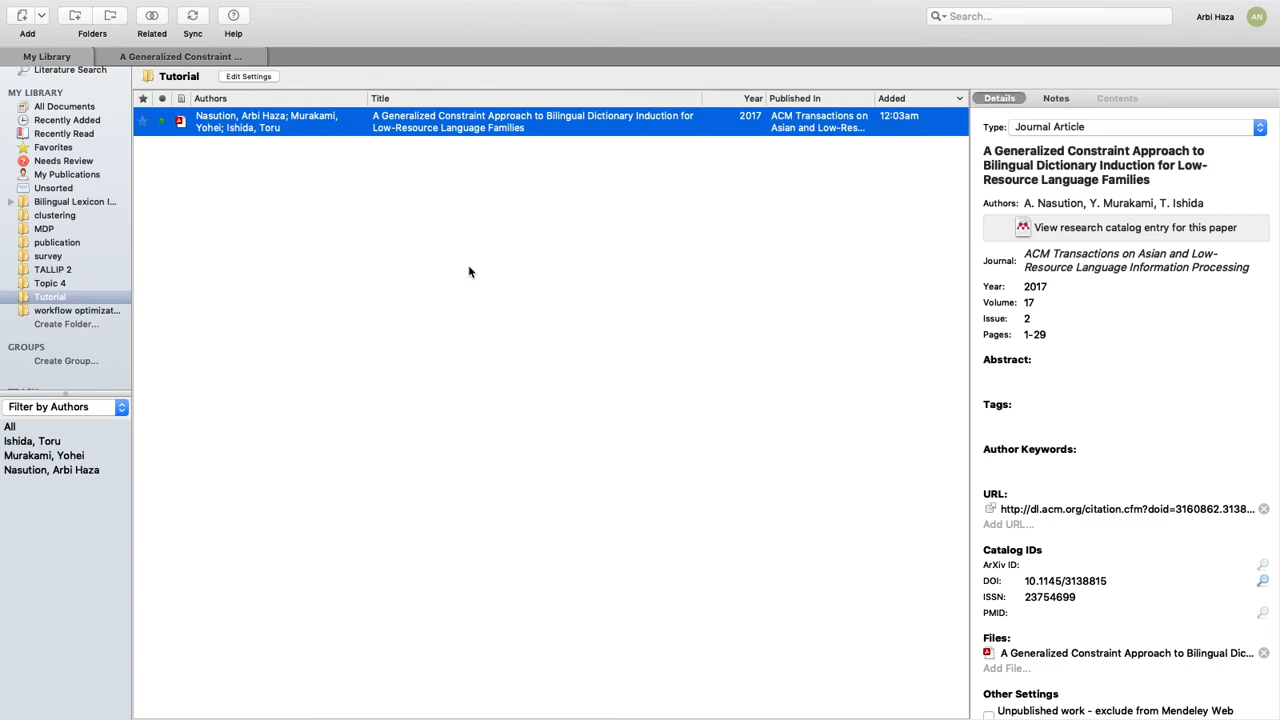 Add
Folders
Related
Sync
Help
Search...
Arbi Haza
AN
My Library
A Generalized Constraint ...
Literature Search
MY LIBRARY
All Documents
Recently Added
Recently Read
Favorites
Needs Review
My Publications
Unsorted
Bilingual Lexicon I...
clustering
MDP
publication
survey
TALLIP 2
Topic 4
Tutorial
workflow optimizat...
Create Folder...
GROUPS
Create Group...
Filter by Authors
All
Ishida, Toru
Murakami, Yohei
Nasution, Arbi Haza
Tutorial
Edit Settings
Authors
Title
Year
Published In
Added
Nasution, Arbi Haza; Murakami,
Yohei; Ishida, Toru
A Generalized Constraint Approach to Bilingual Dictionary Induction for
Low-Resource Language Families
2017
ACM Transactions on
Asian and Low-Res...
12:03am
Details
Notes
Contents
Type: Journal Article
A Generalized Constraint Approach to
Bilingual Dictionary Induction for Low-
Resource Language Families
Authors: A. Nasution, Y. Murakami, T. Ishida
View research catalog entry for this paper
Journal: ACM Transactions on Asian and Low-
Resource Language Information Processing
Year: 2017
Volume: 17
Issue: 2
Pages: 1-29
Abstract:
Tags:
Author Keywords:
URL:
http://dl.acm.org/citation.cfm?doid=3160862.3138...
Add URL...
Catalog IDs
ArXiv ID:
DOI: 10.1145/3138815
ISSN: 23754699
PMID:
Files:
A Generalized Constraint Approach to Bilingual Dic...
Add File...
Other Settings
Unpublished work - exclude from Mendeley Web